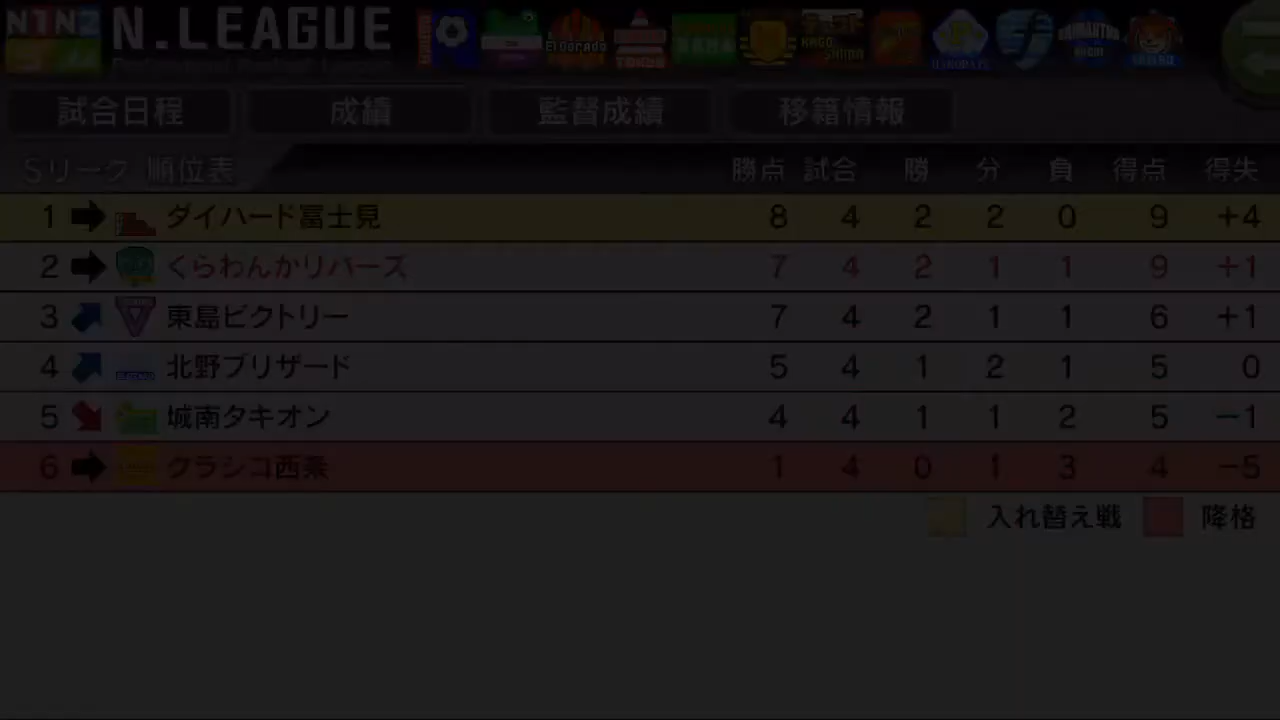 N1N2 N.LEAGUE
ElDorado
試合日程 成績 監督成績 移籍情報
Sリーグ 順位表 勝点 試合 勝 分 負 得点 得失
1 ダイハード冨士見 8 4 2 2 0 9 +4
2 くらわんかリバーズ 7 4 2 1 1 9 +1
3 東島ビクトリー 7 4 2 1 1 6 +1
4 北野ブリザード 5 4 1 2 1 5 0
5 城南タキオン 4 4 1 1 2 5 -1
6 クラシコ西条 1 4 0 1 3 4 -5
入れ替え戦 降格